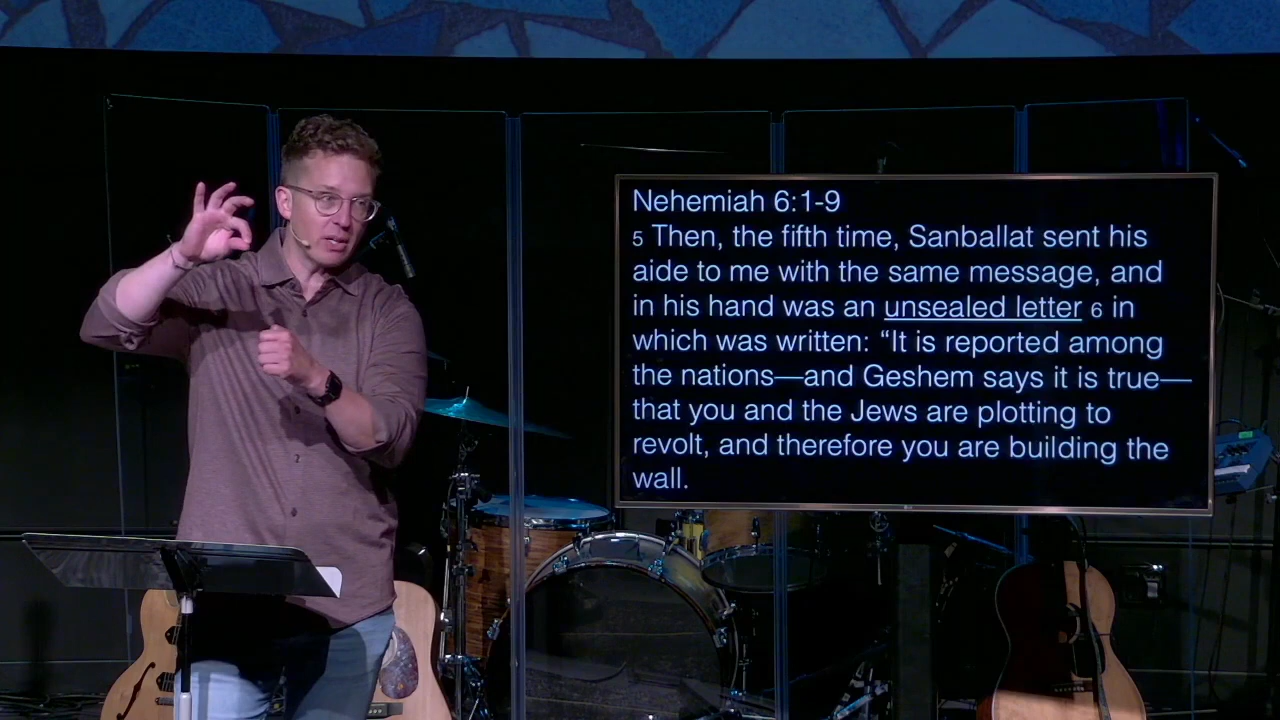 Nehemiah 6:1-9
5 Then, the fifth time, Sanballat sent his
aide to me with the same message, and
in his hand was an unsealed letter 6 in
which was written: “It is reported among
the nations—and Geshem says it is true—
that you and the Jews are plotting to
revolt, and therefore you are building the
wall.